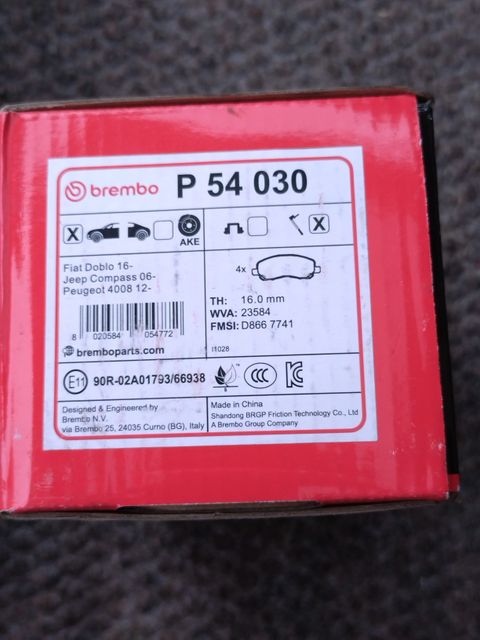 brembo P 54 030
X
AKE
X
Fiat Doblo 16-
Jeep Compass 06-
Peugeot 4008 12-
4x
TH: 16.0 mm
WVA: 23584
FMSI: D866 7741
8 020584 054772
bremboparts.com
I1028
E11 90R-02A01793/66938
CCC
KC
Designed & Engineered by
Brembo N.V.
via Brembo 25, 24035 Curno (BG), Italy
Made in China
Shandong BRGP Friction Technology Co., Ltd
A Brembo Group Company